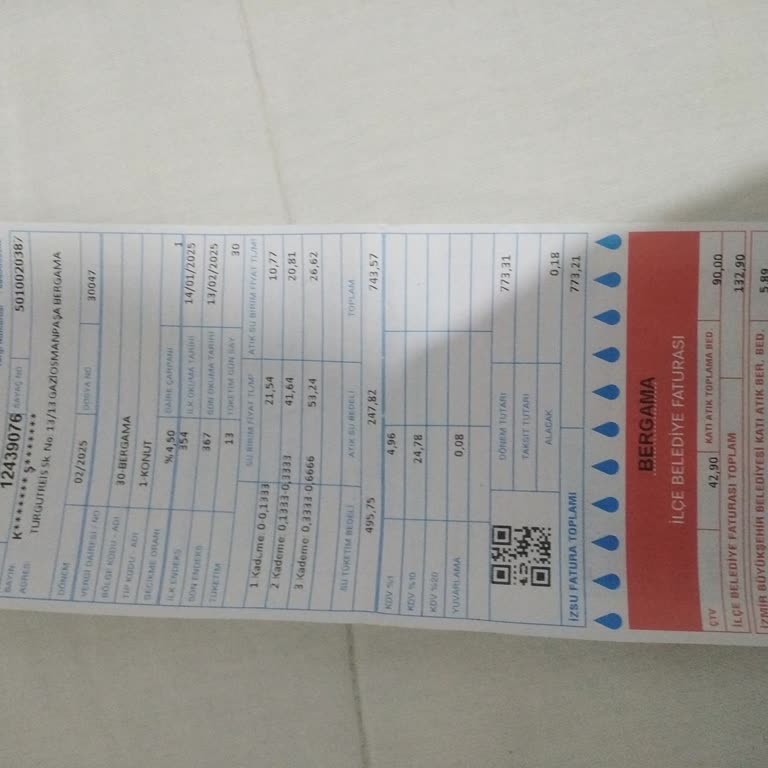 12439076 SAYAÇ NO 5010020387
SAYIN K******* Ş*******
ADRES: TURGUTREİS Sk. No: 13/13 GAZİOSMANPAŞA BERGAMA
DÖNEM 02/2025
VERGİ DAİRESİ / NO DOSYA NO 30047
BÖLGE KODU - ADI 30-BERGAMA
TİP KODU - ADI 1-KONUT
GECİKME ORANI %4,50 DAİRE ÇARPANI 1
İLK ENDEKS 354 İLK OKUMA TARİHİ 14/01/2025
SON ENDEKS 367 SON OKUMA TARİHİ 13/02/2025
TÜKETİM 13 TÜKETİM GÜN SAY. 30
SU BİRİM FİYAT TL/M³ ATIK SU BİRİM FİYAT TL/M³
1.Kademe: 0-0,1333 21,54 10,77
2.Kademe: 0,1333-0,3333 41,64 20,81
3.Kademe: 0,3333-0,6666 53,24 26,62
SU TÜKETİM BEDELİ ATIK SU BEDELİ TOPLAM
495,75 247,82 743,57
KDV %1 4,96
KDV %10 24,78
KDV %20
YUVARLAMA 0,08
DÖNEM TUTARI 773,31
TAKSİT TUTARI
ALACAK 0,18
İZSU FATURA TOPLAMI 773,21
BERGAMA
İLÇE BELEDİYE FATURASI
ÇTV 42,90 KATI ATIK TOPLAMA BED. 90,00
İLÇE BELEDİYE FATURASI TOPLAM 132,90
İZMİR BÜYÜKŞEHİR BELEDİYESİ KATI ATIK BER. BED. 5,89